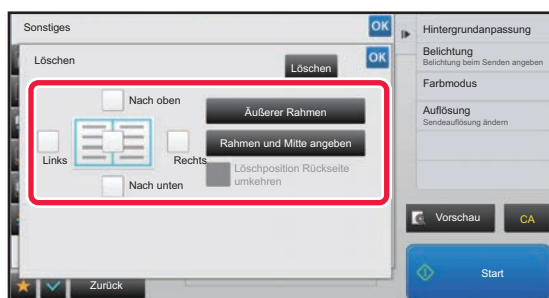 Sonstiges
OK
Löschen
Löschen
OK
Nach oben
Links
Rechts
Nach unten
Äußerer Rahmen
Rahmen und Mitte angeben
Löschposition Rückseite
umkehren
Zurück
Hintergrundanpassung
Belichtung
Belichtung beim Senden angeben
Farbmodus
Auflösung
Sendeauflösung ändern
Vorschau
CA
Start